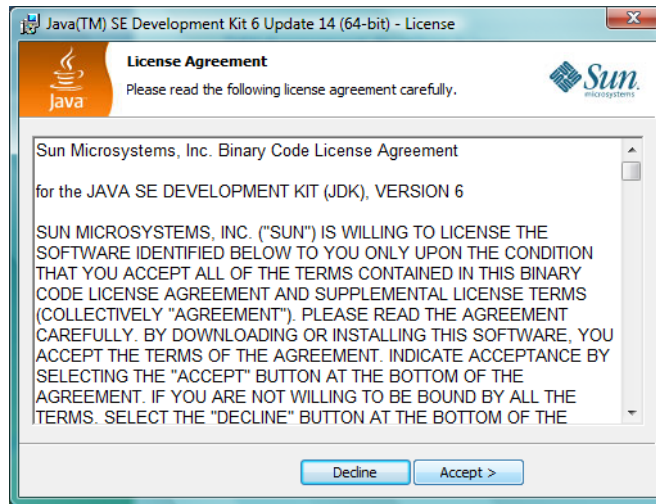 Java(TM) SE Development Kit 6 Update 14 (64-bit) - License
License Agreement
Please read the following license agreement carefully.
Java
Sun
microsystems
Sun Microsystems, Inc. Binary Code License Agreement
for the JAVA SE DEVELOPMENT KIT (JDK), VERSION 6
SUN MICROSYSTEMS, INC. ("SUN") IS WILLING TO LICENSE THE
SOFTWARE IDENTIFIED BELOW TO YOU ONLY UPON THE CONDITION
THAT YOU ACCEPT ALL OF THE TERMS CONTAINED IN THIS BINARY
CODE LICENSE AGREEMENT AND SUPPLEMENTAL LICENSE TERMS
(COLLECTIVELY "AGREEMENT"). PLEASE READ THE AGREEMENT
CAREFULLY. BY DOWNLOADING OR INSTALLING THIS SOFTWARE, YOU
ACCEPT THE TERMS OF THE AGREEMENT. INDICATE ACCEPTANCE BY
SELECTING THE "ACCEPT" BUTTON AT THE BOTTOM OF THE
AGREEMENT. IF YOU ARE NOT WILLING TO BE BOUND BY ALL THE
TERMS, SELECT THE "DECLINE" BUTTON AT THE BOTTOM OF THE
Decline
Accept >